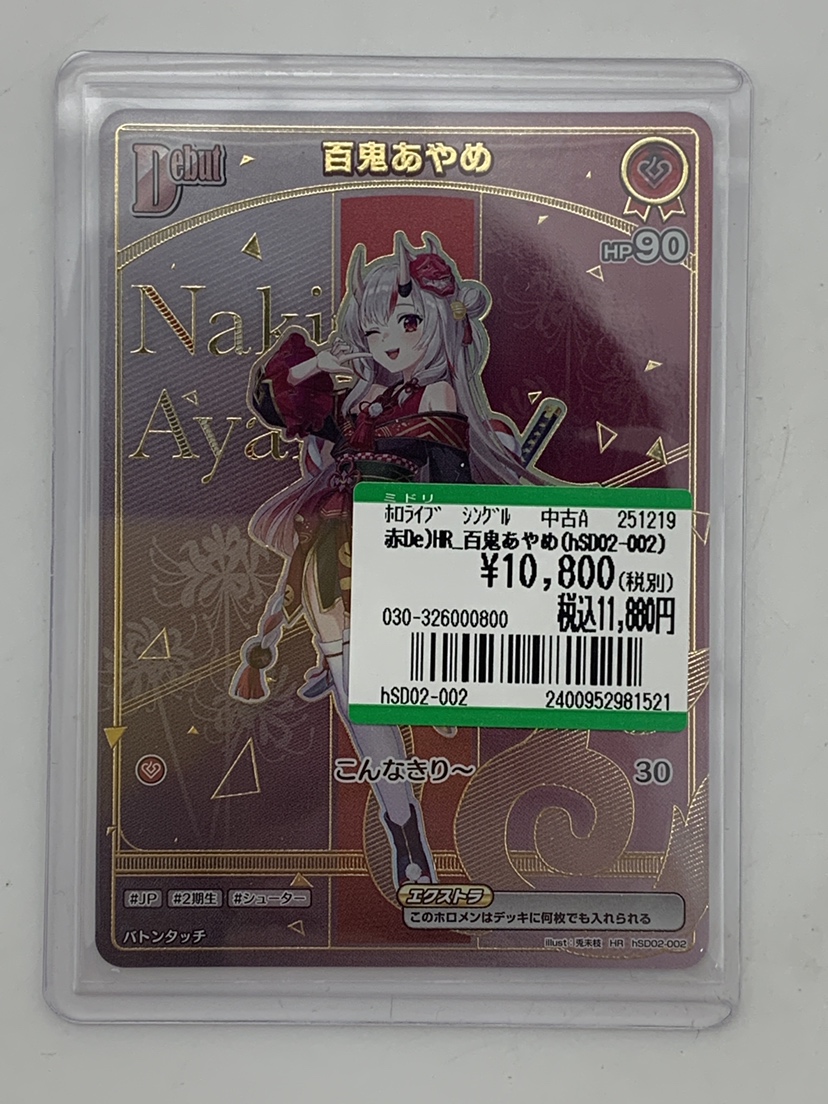 Debut
百鬼あやめ
HP90
Naki
Aya
ミドリ
ホロライブ シングル 中古A 251219
赤De)HR_百鬼あやめ(hSD02-002)
¥10,800(税別)
030-326000800 税込11,880円
hSD02-002 2400952981521
こんなきり〜 30
#JP #2期生 #シューター
エクストラ
このホロメンはデッキに何枚でも入れられる
バトンタッチ
illust:兎末枝 HR hSD02-002